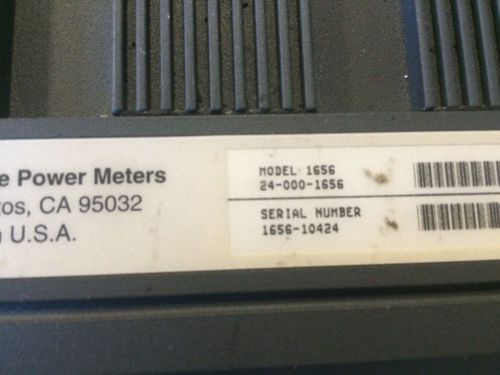 e Power Meters
os, CA 95032
U.S.A.
MODEL 1656
24-000-1656
SERIAL NUMBER
1656-10424